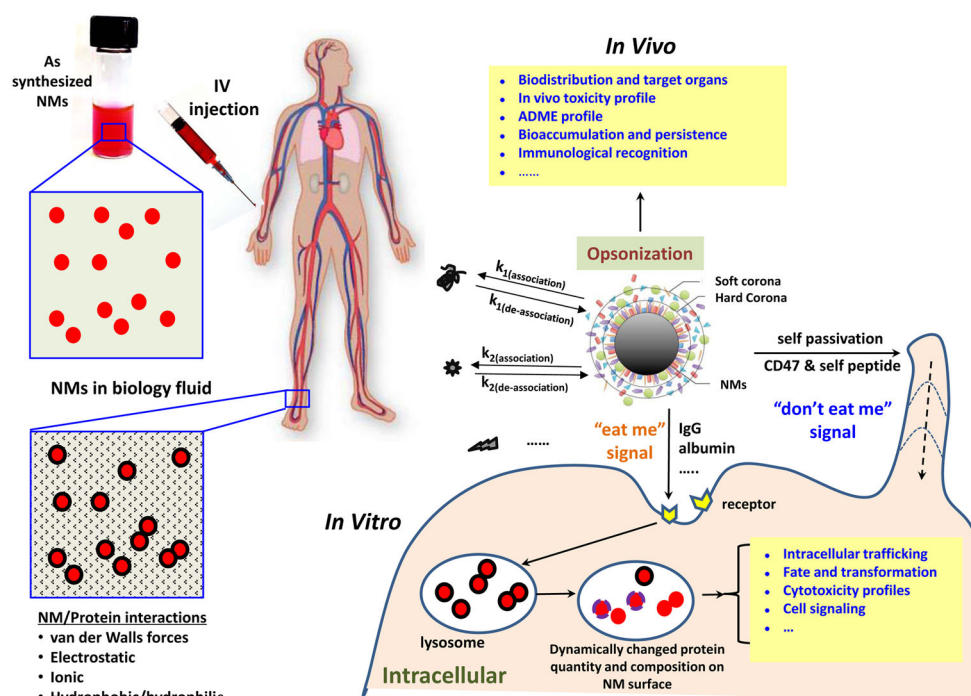 As
synthesized
NMs
IV
injection
NMs in biology fluid
NM/Protein interactions
• van der Walls forces
• Electrostatic
• Ionic
• Hydrophobic/hydrophilic
In Vivo
• Biodistribution and target organs
• In vivo toxicity profile
• ADME profile
• Bioaccumulation and persistence
• Immunological recognition
• ......
Opsonization
k1(association)
k1(de-association)
k2(association)
k2(de-association)
......
Soft corona
Hard Corona
NMs
self passivation
CD47 & self peptide
"don't eat me"
signal
"eat me"
signal
IgG
albumin
.....
receptor
In Vitro
lysosome
Intracellular
Dynamically changed protein
quantity and composition on
NM surface
• Intracellular trafficking
• Fate and transformation
• Cytotoxicity profiles
• Cell signaling
• ...